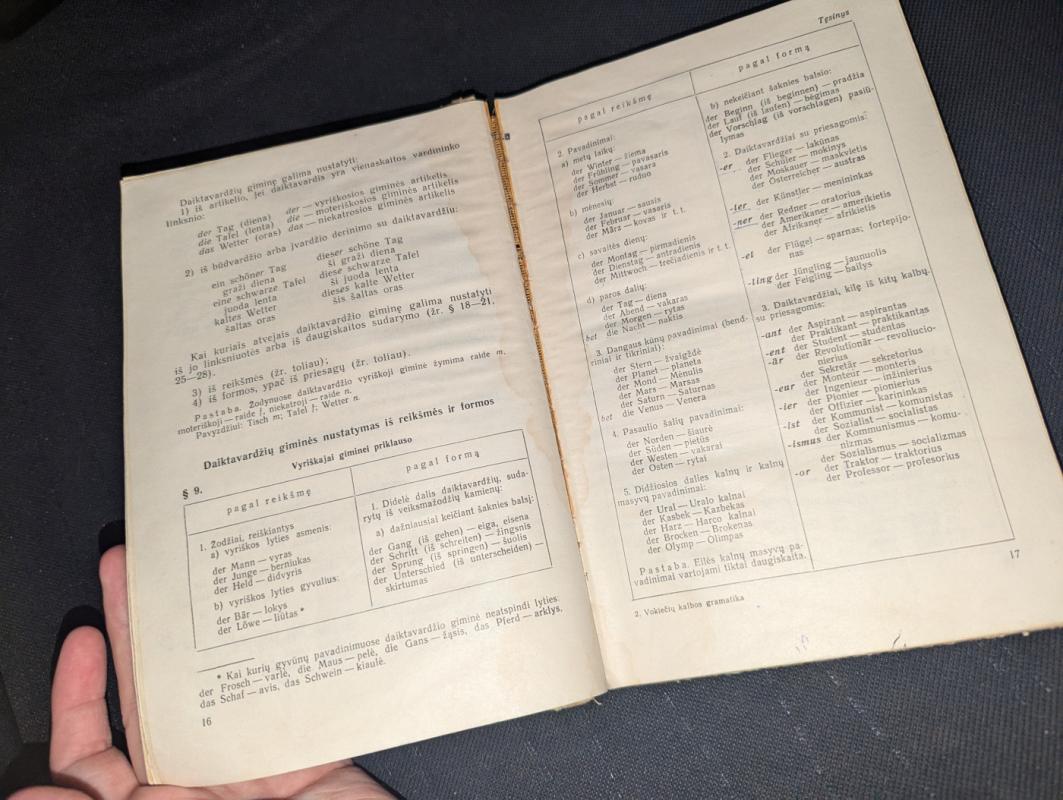 Daiktavardžių giminę galima nustatyti:
1) iš artikelio, jei daiktavardis yra vienaskaitos vardininko
linksnio:
der Tag (diena) der — vyriškosios giminės artikelis
die Tafel (lenta) die — moteriškosios giminės artikelis
das Wetter (oras) das — niekatrosios giminės artikelis
2) iš būdvardžio arba įvardžio derinimo su daiktavardžiu:
ein schöner Tag dieser schöne Tag
graži diena ši graži diena
eine schwarze Tafel diese schwarze Tafel
juoda lenta ši juoda lenta
kaltes Wetter dieses kalte Wetter
šaltas oras šis šaltas oras
Kai kuriais atvejais daiktavardžio giminę galima nustatyti
iš jo linksniuotės arba iš daugiskaitos sudarymo (žr. § 18—21,
25—28).
3) iš reikšmės (žr. toliau);
4) iš formos, ypač iš priesagų (žr. toliau).
Pastaba. Žodynuose daiktavardžio vyriškoji giminė žymima raide m,
moteriškoji — raide f, niekatroji — raide n.
Pavyzdžiui: Tisch m; Tafel f; Wetter n.
Daiktavardžių giminės nustatymas iš reikšmės ir formos
§ 9. Vyriškajai giminei priklauso
pagal reikšmę
1. Žodžiai, reiškiantys
a) vyriškos lyties asmenis:
der Mann — vyras
der Junge — berniukas
der Held — didvyris
b) vyriškos lyties gyvulius:
der Bär — lokys
der Löwe — liūtas *
pagal formą
1. Didelė dalis daiktavardžių, suda-
rytų iš veiksmažodžių kamienų:
a) dažniausiai keičiant šaknies balsį:
der Gang (iš gehen) — eiga, eisena
der Schritt (iš schreiten) — žingsnis
der Sprung (iš springen) — šuolis
der Unterschied (iš unterscheiden) —
skirtumas
* Kai kurių gyvūnų pavadinimuose daiktavardžio giminė neatspindi lyties:
der Frosch — varlė, die Maus — pelė, die Gans — žąsis, das Pferd — arklys,
das Schaf — avis, das Schwein — kiaulė.
16
Tęsinys
pagal reikšmę
2. Pavadinimai:
a) metų laikų:
der Winter — žiema
der Frühling — pavasaris
der Sommer — vasara
der Herbst — ruduo
b) mėnesių:
der Januar — sausis
der Februar — vasaris
der März — kovas ir t. t.
c) savaitės dienų:
der Montag — pirmadienis
der Dienstag — antradienis
der Mittwoch — trečiadienis ir t. t.
d) paros dalių:
der Tag — diena
der Abend — vakaras
der Morgen — rytas
bet die Nacht — naktis
3. Dangaus kūnų pavadinimai (bend-
riniai ir tikriniai):
der Stern — žvaigždė
der Planet — planeta
der Mond — Mėnulis
der Mars — Marsas
der Saturn — Saturnas
bet die Venus — Venera
4. Pasaulio šalių pavadinimai:
der Norden — šiaurė
der Süden — pietūs
der Westen — vakarai
der Osten — rytai
5. Didžiosios dalies kalnų ir kalnų
masyvų pavadinimai:
der Ural — Uralo kalnai
der Kasbek — Kazbekas
der Harz — Harco kalnai
der Brocken — Brokenas
der Olymp — Olimpas
Pastaba. Eilės kalnų masyvų pa-
vadinimai vartojami tiktai daugiskaita.
pagal formą
b) nekeičiant šaknies balsio:
der Beginn (iš beginnen) — pradžia
der Lauf (iš laufen) — bėgimas
der Vorschlag (iš vorschlagen) pasiū-
lymas
2. Daiktavardžiai su priesagomis:
-er der Flieger — lakūnas
der Schüler — mokinys
der Moskauer — maskvietis
der Österreicher — austras
-ler der Künstler — menininkas
-ner der Redner — oratorius
der Amerikaner — amerikietis
der Afrikaner — afrikietis
-el der Flügel — sparnas; fortepijo-
nas
-ling der Jüngling — jaunuolis
der Feigling — bailys
3. Daiktavardžiai, kilę iš kitų kalbų,
su priesagomis:
-ant der Aspirant — aspirantas
der Praktikant — praktikantas
-ent der Student — studentas
-är der Revolutionär — revoliucio-
nierius
der Sekretär — sekretorius
-eur der Monteur — monteris
der Ingenieur — inžinierius
-ier der Pionier — pionierius
der Offizier — karininkas
-ist der Kommunist — komunistas
der Sozialist — socialistas
-ismus der Kommunismus — komu-
nizmas
der Sozialismus — socializmas
-or der Traktor — traktorius
der Professor — profesorius
2. Vokiečių kalbos gramatika
17